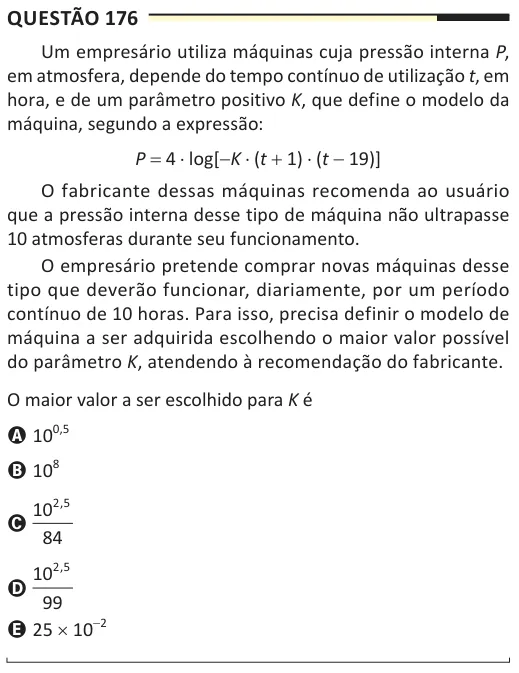 QUESTÃO 176
Um empresário utiliza máquinas cuja pressão interna P,
em atmosfera, depende do tempo contínuo de utilização t, em
hora, e de um parâmetro positivo K, que define o modelo da
máquina, segundo a expressão:
P = 4 · log[–K · (t + 1) · (t – 19)]
O fabricante dessas máquinas recomenda ao usuário
que a pressão interna desse tipo de máquina não ultrapasse
10 atmosferas durante seu funcionamento.
O empresário pretende comprar novas máquinas desse
tipo que deverão funcionar, diariamente, por um período
contínuo de 10 horas. Para isso, precisa definir o modelo de
máquina a ser adquirida escolhendo o maior valor possível
do parâmetro K, atendendo à recomendação do fabricante.
O maior valor a ser escolhido para K é
A 10^0,5
B 10^8
C 10^2,5 / 84
D 10^2,5 / 99
E 25 × 10^–2